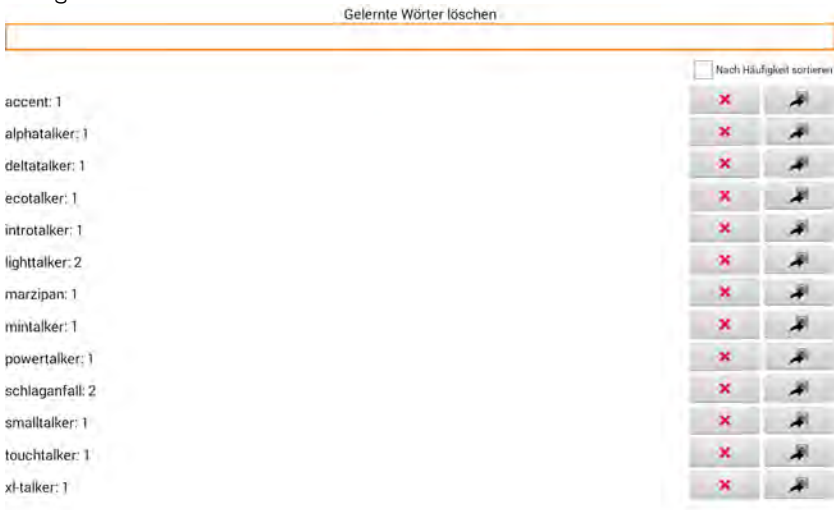 Gelernte Wörter löschen
Nach Häufigkeit sortieren
accent: 1
alphatalker: 1
deltatalker: 1
ecotalker: 1
introtalker: 1
lighttalker: 2
marzipan: 1
mintalker: 1
powertalker: 1
schlaganfall: 2
smalltalker: 1
touchtalker: 1
xl-talker: 1